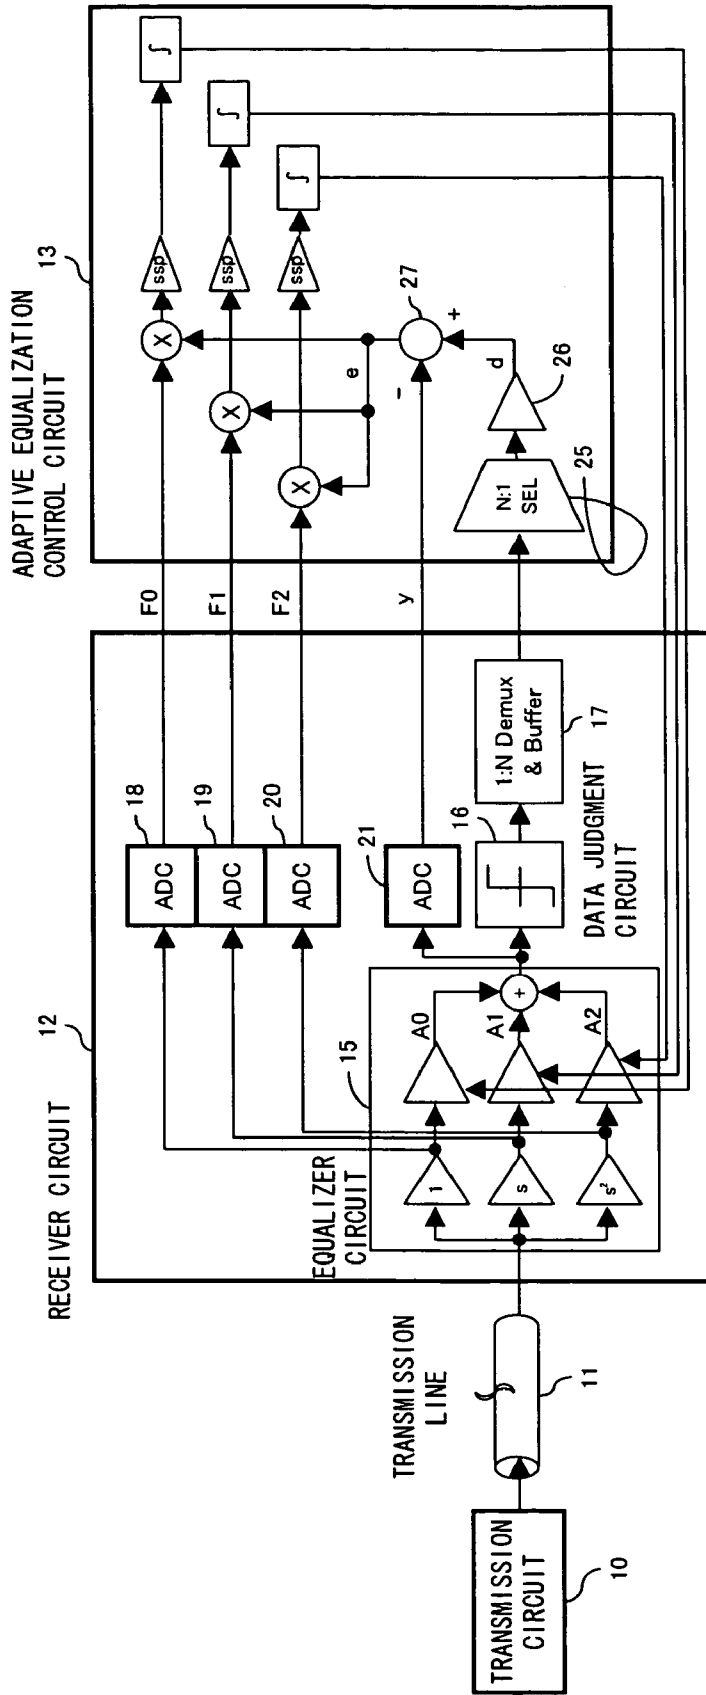 ADAPTIVE EQUALIZATION
CONTROL CIRCUIT
13
∫
∫
∫
ssp
ssp
ssp
X
X
X
e
27
+
−
d
26
N:1
SEL
25
F0
F1
F2
y
RECEIVER CIRCUIT
12
18
ADC
19
ADC
20
ADC
21
ADC
16
DATA JUDGMENT
CIRCUIT
1:N Demux
& Buffer
17
EQUALIZER
CIRCUIT
15
1
s
s²
A0
A1
A2
+
TRANSMISSION
LINE
11
TRANSMISSION
CIRCUIT
10